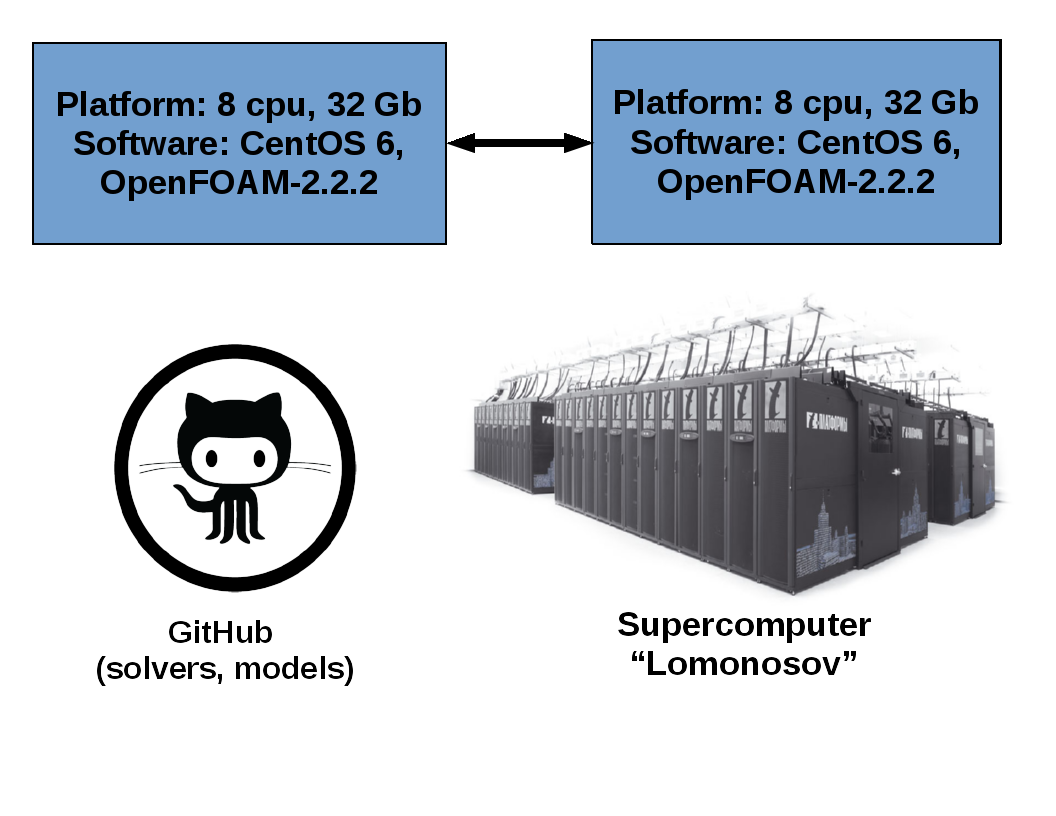 Platform: 8 cpu, 32 Gb
Software: CentOS 6,
OpenFOAM-2.2.2
Platform: 8 cpu, 32 Gb
Software: CentOS 6,
OpenFOAM-2.2.2
GitHub
(solvers, models)
Supercomputer
“Lomonosov”